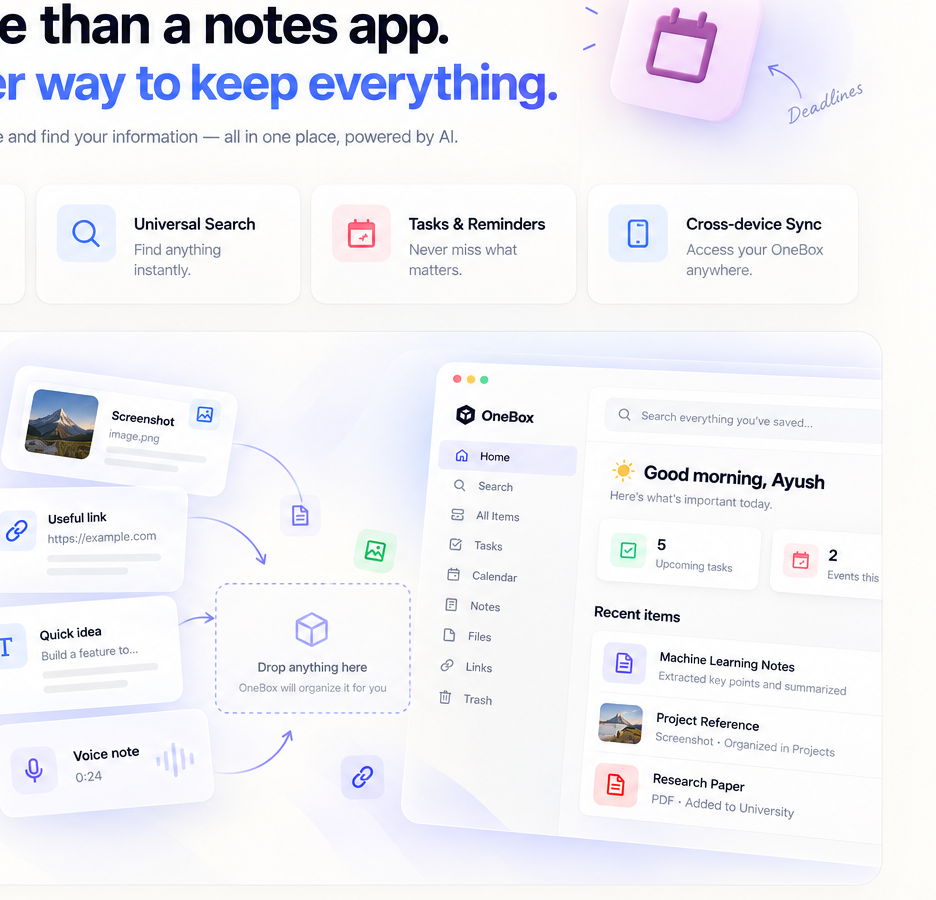 e than a notes app.
er way to keep everything.
e and find your information — all in one place, powered by AI.
Deadlines
Universal Search
Find anything
instantly.
Tasks & Reminders
Never miss what
matters.
Cross-device Sync
Access your OneBox
anywhere.
Screenshot
image.png
Useful link
https://example.com
T
Quick idea
Build a feature to...
Voice note
0:24
Drop anything here
OneBox will organize it for you
OneBox
Home
Search
All Items
Tasks
Calendar
Notes
Files
Links
Trash
Search everything you've saved...
Good morning, Ayush
Here's what's important today.
5
Upcoming tasks
2
Events this
Recent items
Machine Learning Notes
Extracted key points and summarized
Project Reference
Screenshot • Organized in Projects
Research Paper
PDF • Added to University